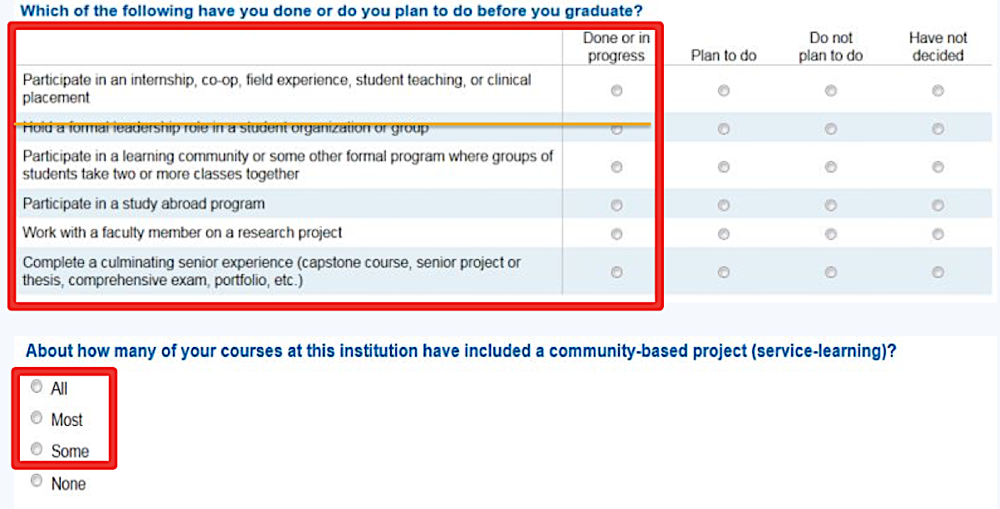 Which of the following have you done or do you plan to do before you graduate?
Done or in progress
Plan to do
Do not plan to do
Have not decided
Participate in an internship, co-op, field experience, student teaching, or clinical
placement
Hold a formal leadership role in a student organization or group
Participate in a learning community or some other formal program where groups of
students take two or more classes together
Participate in a study abroad program
Work with a faculty member on a research project
Complete a culminating senior experience (capstone course, senior project or
thesis, comprehensive exam, portfolio, etc.)
About how many of your courses at this institution have included a community-based project (service-learning)?
All
Most
Some
None